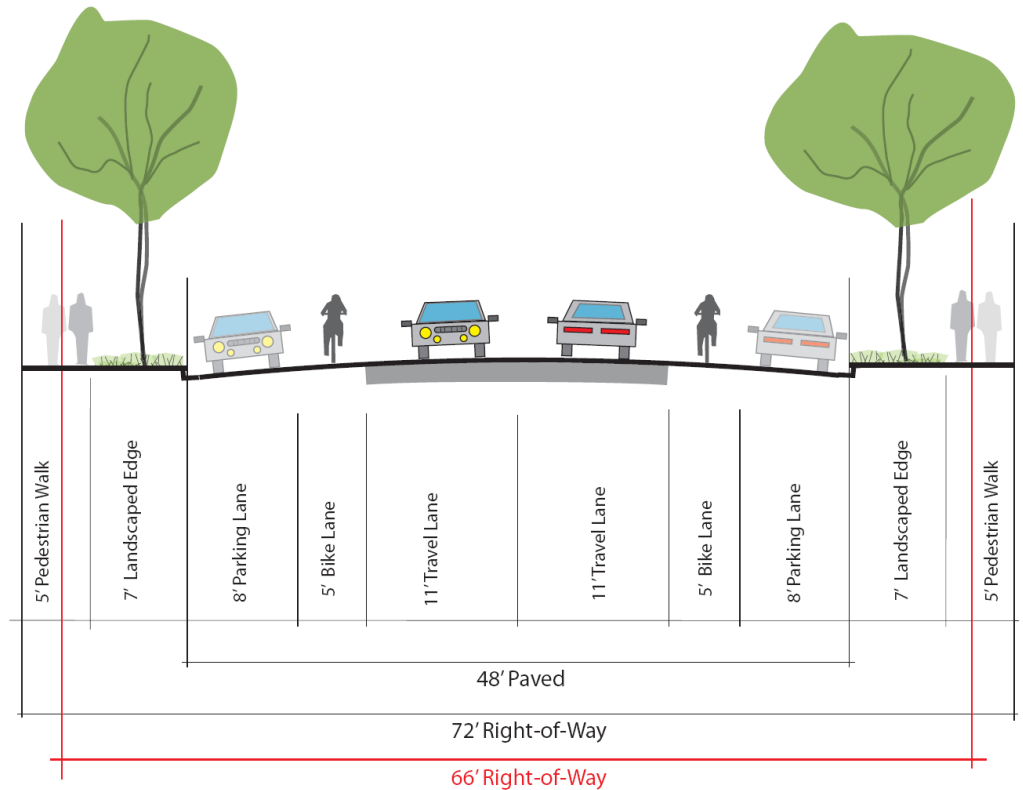 5’ Pedestrian Walk
7’ Landscaped Edge
8’ Parking Lane
5’ Bike Lane
11’ Travel Lane
11’ Travel Lane
5’ Bike Lane
8’ Parking Lane
7’ Landscaped Edge
5’ Pedestrian Walk
48’ Paved
72’ Right-of-Way
66’ Right-of-Way